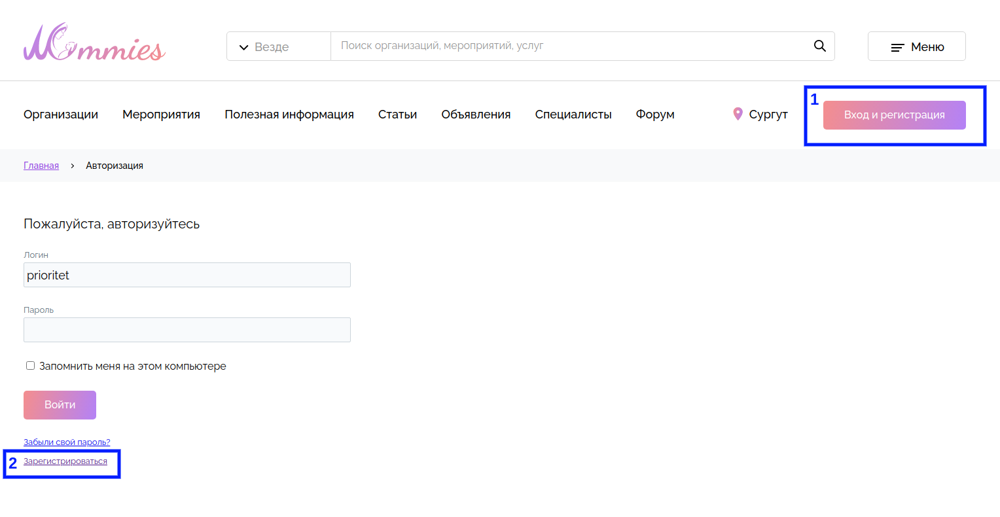 Mommies
Везде
Поиск организаций, мероприятий, услуг
Меню
Организации Мероприятия Полезная информация Статьи Объявления Специалисты Форум Сургут 1 Вход и регистрация
Главная › Авторизация
Пожалуйста, авторизуйтесь
Логин
prioritet
Пароль
Запомнить меня на этом компьютере
Войти
Забыли свой пароль?
2 Зарегистрироваться